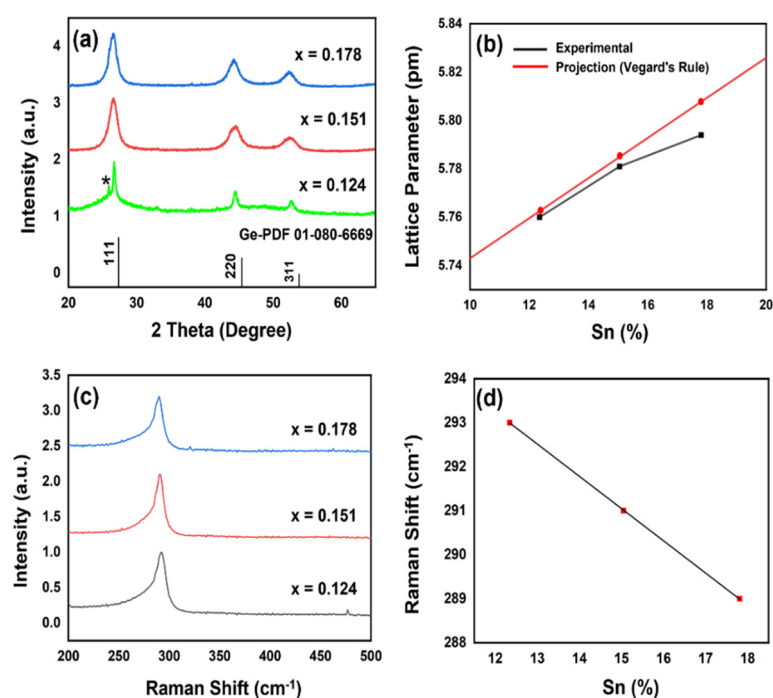 (a)
x = 0.178
x = 0.151
*
x = 0.124
Ge-PDF 01-080-6669
111
220
311
4
3
2
1
0
20 30 40 50 60
2 Theta (Degree)
Intensity (a.u.)
(b)
Experimental
Projection (Vegard's Rule)
5.84
5.82
5.80
5.78
5.76
5.74
10 12 14 16 18 20
Sn (%)
Lattice Parameter (pm)
(c)
x = 0.178
x = 0.151
x = 0.124
3.5
3.0
2.5
2.0
1.5
1.0
0.5
0.0
200 250 300 350 400 450 500
Raman Shift (cm⁻¹)
Intensity (a.u.)
(d)
294
293
292
291
290
289
288
12 13 14 15 16 17 18
Sn (%)
Raman Shift (cm⁻¹)